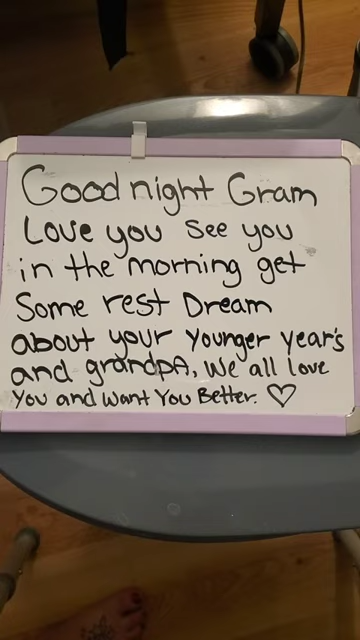 Good night Gram
Love you see you
in the morning get
Some rest Dream
about your younger year's
and grandpa, We all love
You and Want You Better. ♡